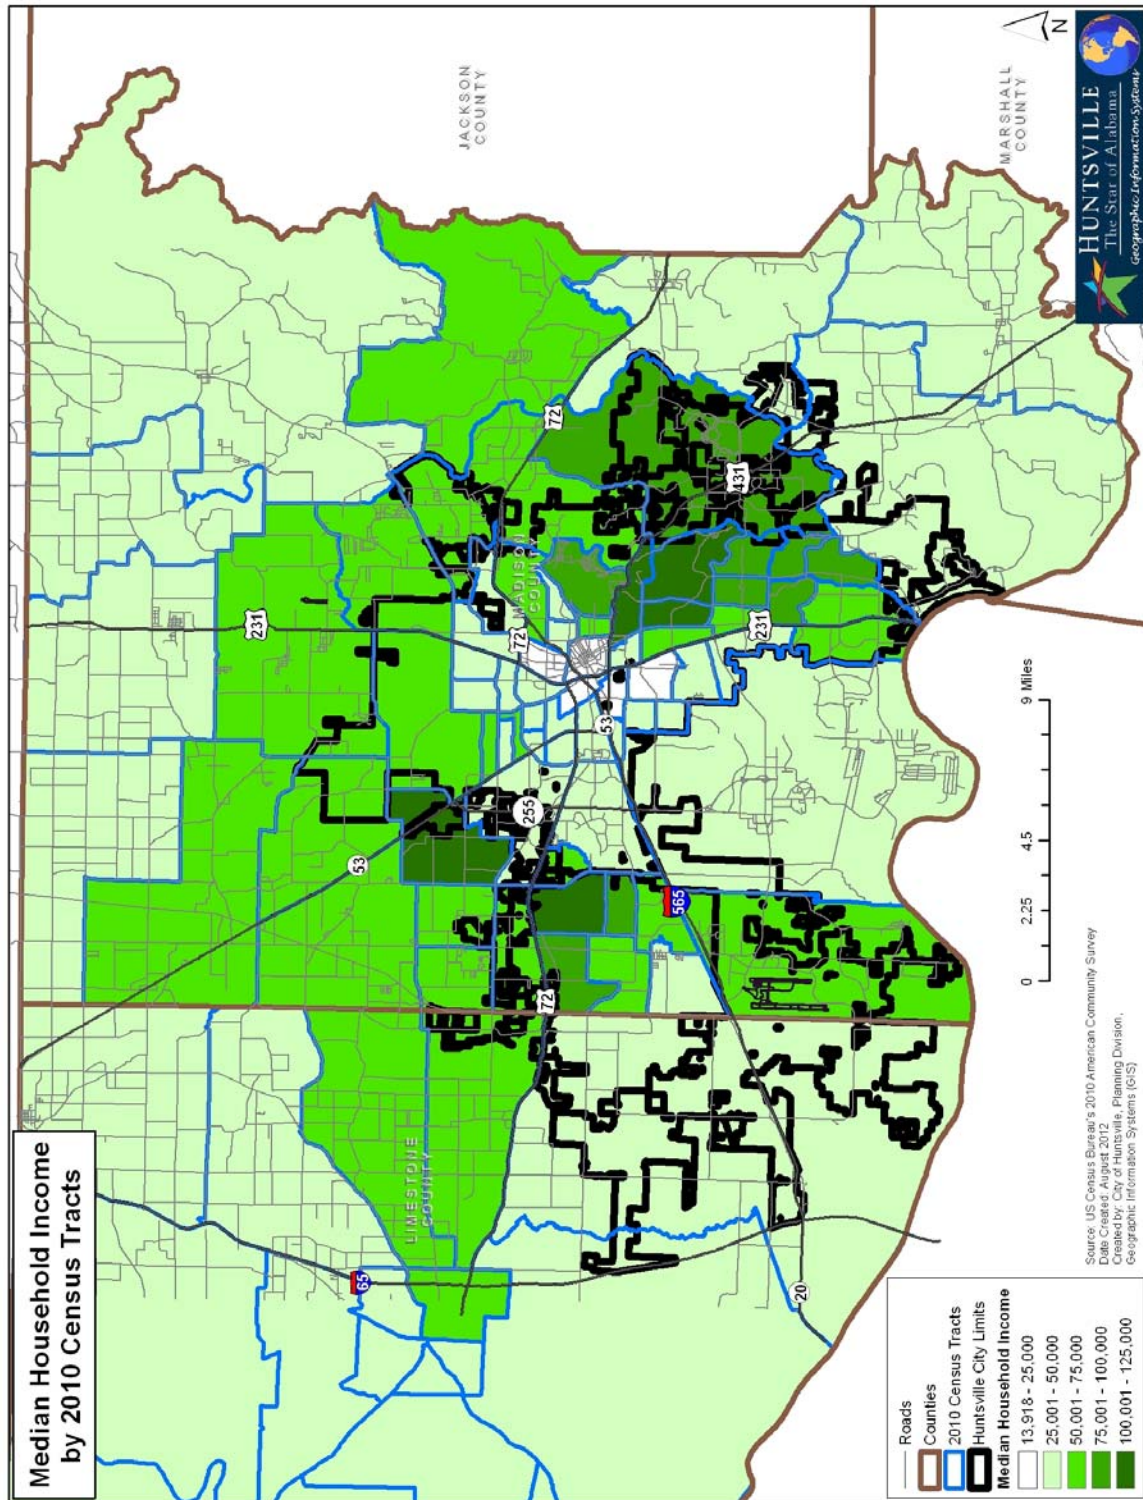 Median Household Income
by 2010 Census Tracts
JACKSON
COUNTY
MARSHALL
COUNTY
MADISON
COUNTY
LIMESTONE
COUNTY
N
65
53
231
72
72
72
255
53
431
231
565
20
Roads
Counties
2010 Census Tracts
Huntsville City Limits
Median Household Income
13,918 - 25,000
25,001 - 50,000
50,001 - 75,000
75,001 - 100,000
100,001 - 125,000
Source: US Census Bureau's 2010 American Community Survey
Date Created: August 2012
Created by: City of Huntsville, Planning Division,
Geographic Information Systems (GIS)
0 2.25 4.5 9 Miles
HUNTSVILLE
The Star of Alabama
Geographic Information Systems